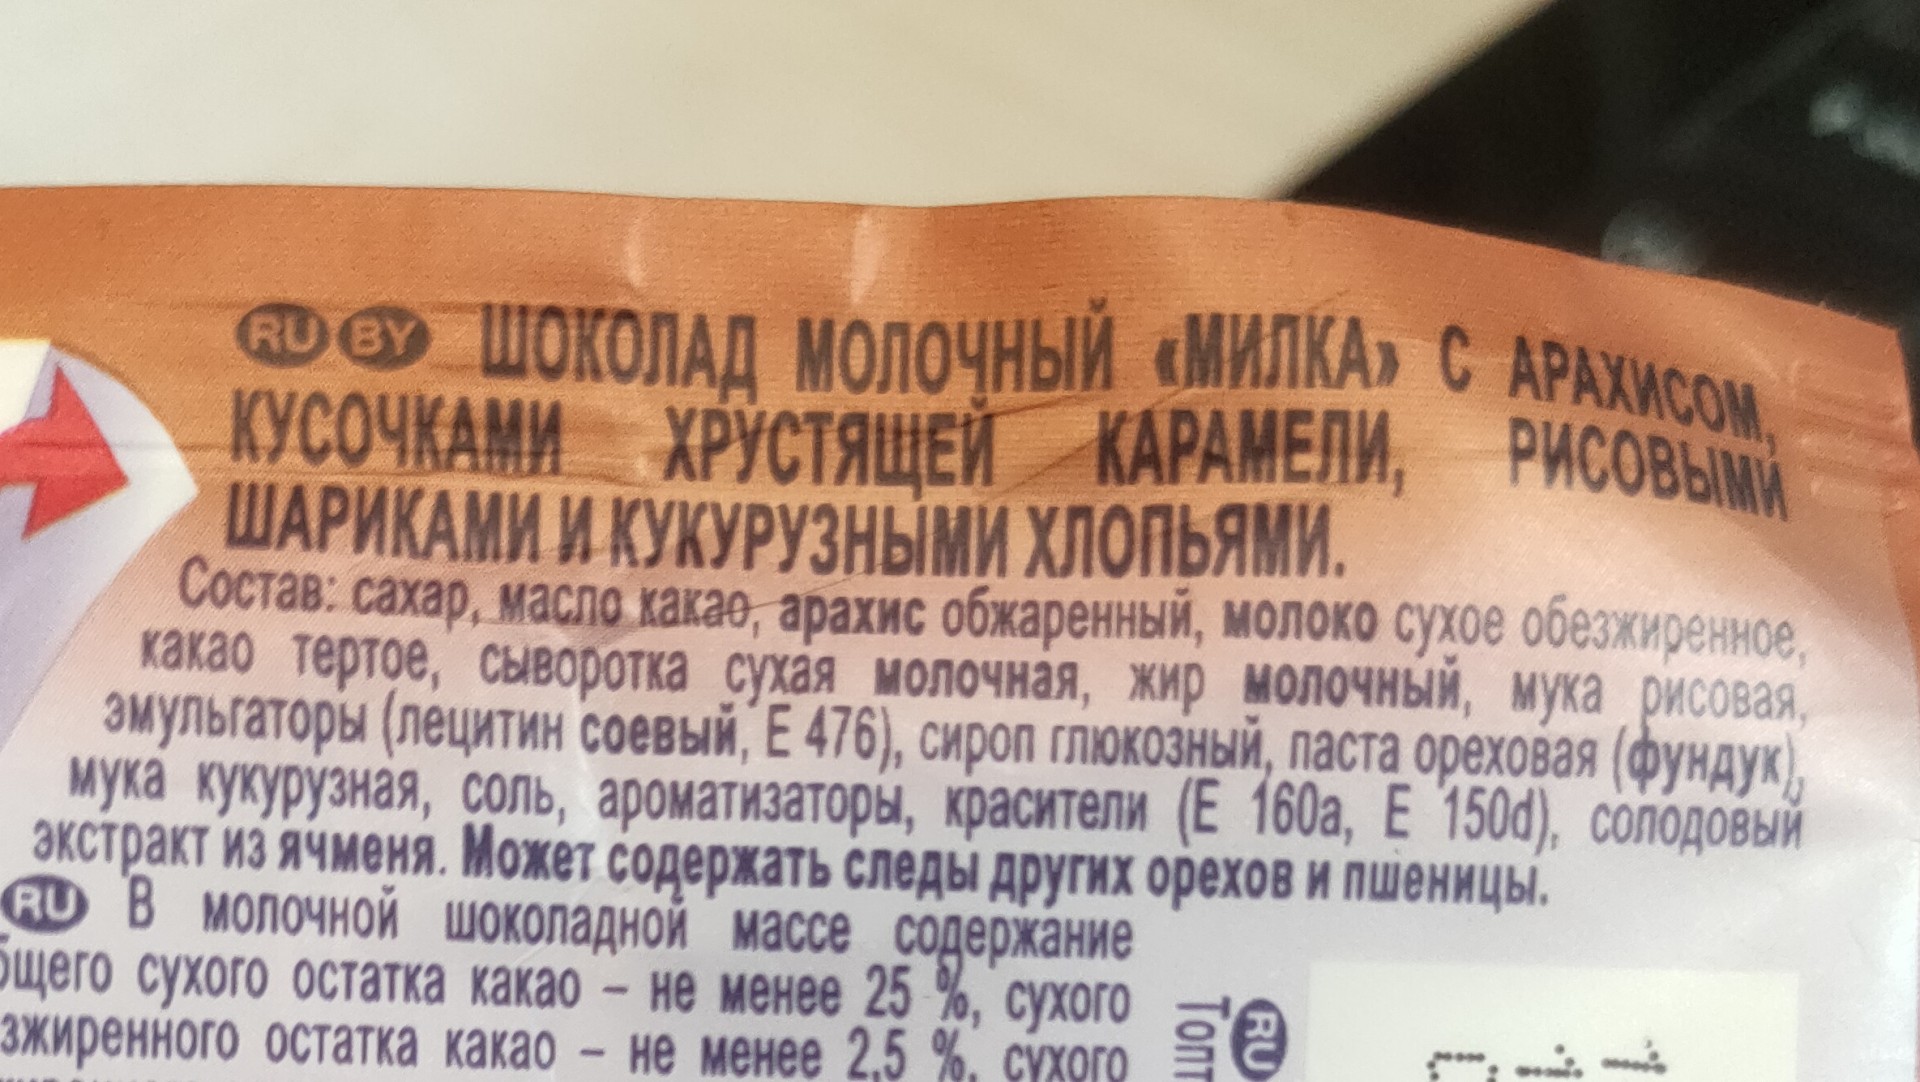 RU BY ШОКОЛАД МОЛОЧНЫЙ «МИЛКА» С АРАХИСОМ,
КУСОЧКАМИ ХРУСТЯЩЕЙ КАРАМЕЛИ, РИСОВЫМИ
ШАРИКАМИ И КУКУРУЗНЫМИ ХЛОПЬЯМИ.
Состав: сахар, масло какао, арахис обжаренный, молоко сухое обезжиренное,
какао тертое, сыворотка сухая молочная, жир молочный, мука рисовая,
эмульгаторы (лецитин соевый, Е 476), сироп глюкозный, паста ореховая (фундук),
мука кукурузная, соль, ароматизаторы, красители (Е 160а, Е 150d), солодовый
экстракт из ячменя. Может содержать следы других орехов и пшеницы.
RU В молочной шоколадной массе содержание
бщего сухого остатка какао – не менее 25 %, сухого
зжиренного остатка какао – не менее 2,5 %, сухого
RU